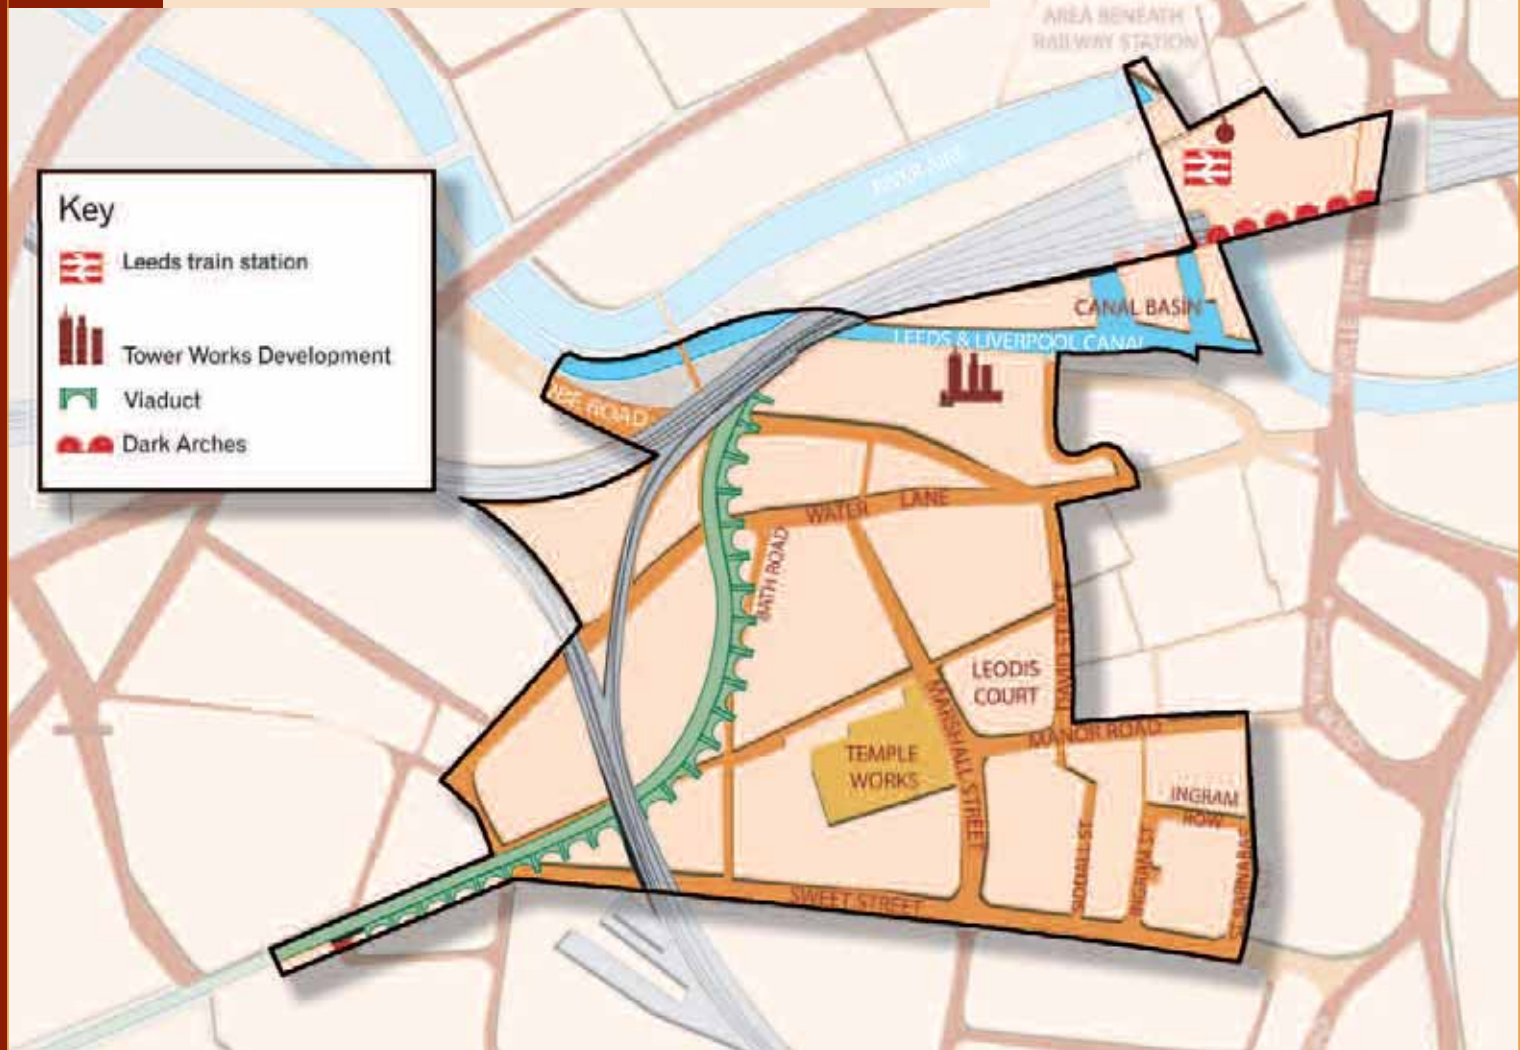 AREA BENEATH
RAILWAY STATION
RIVER AIRE
Key
Leeds train station
Tower Works Development
Viaduct
Dark Arches
CANAL BASIN
LEEDS & LIVERPOOL CANAL
ROAD
WATER LANE
BATH ROAD
DAVID STREET
LEODIS
COURT
MARSHALL STREET
MANOR ROAD
TEMPLE
WORKS
INGRAM
ROW
INGRAM ST
SWEET STREET